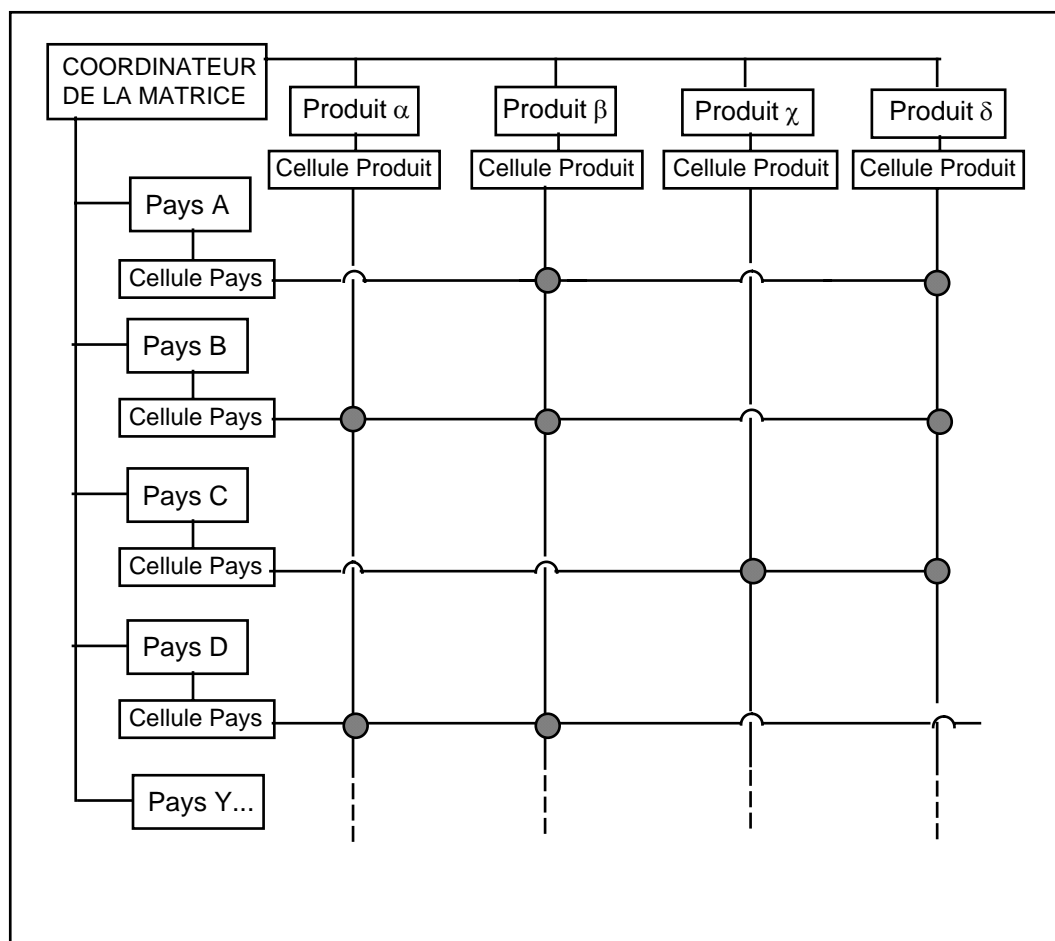 COORDINATEUR
DE LA MATRICE
Produit α
Produit β
Produit χ
Produit δ
Cellule Produit
Cellule Produit
Cellule Produit
Cellule Produit
Pays A
Cellule Pays
Pays B
Cellule Pays
Pays C
Cellule Pays
Pays D
Cellule Pays
Pays Y...